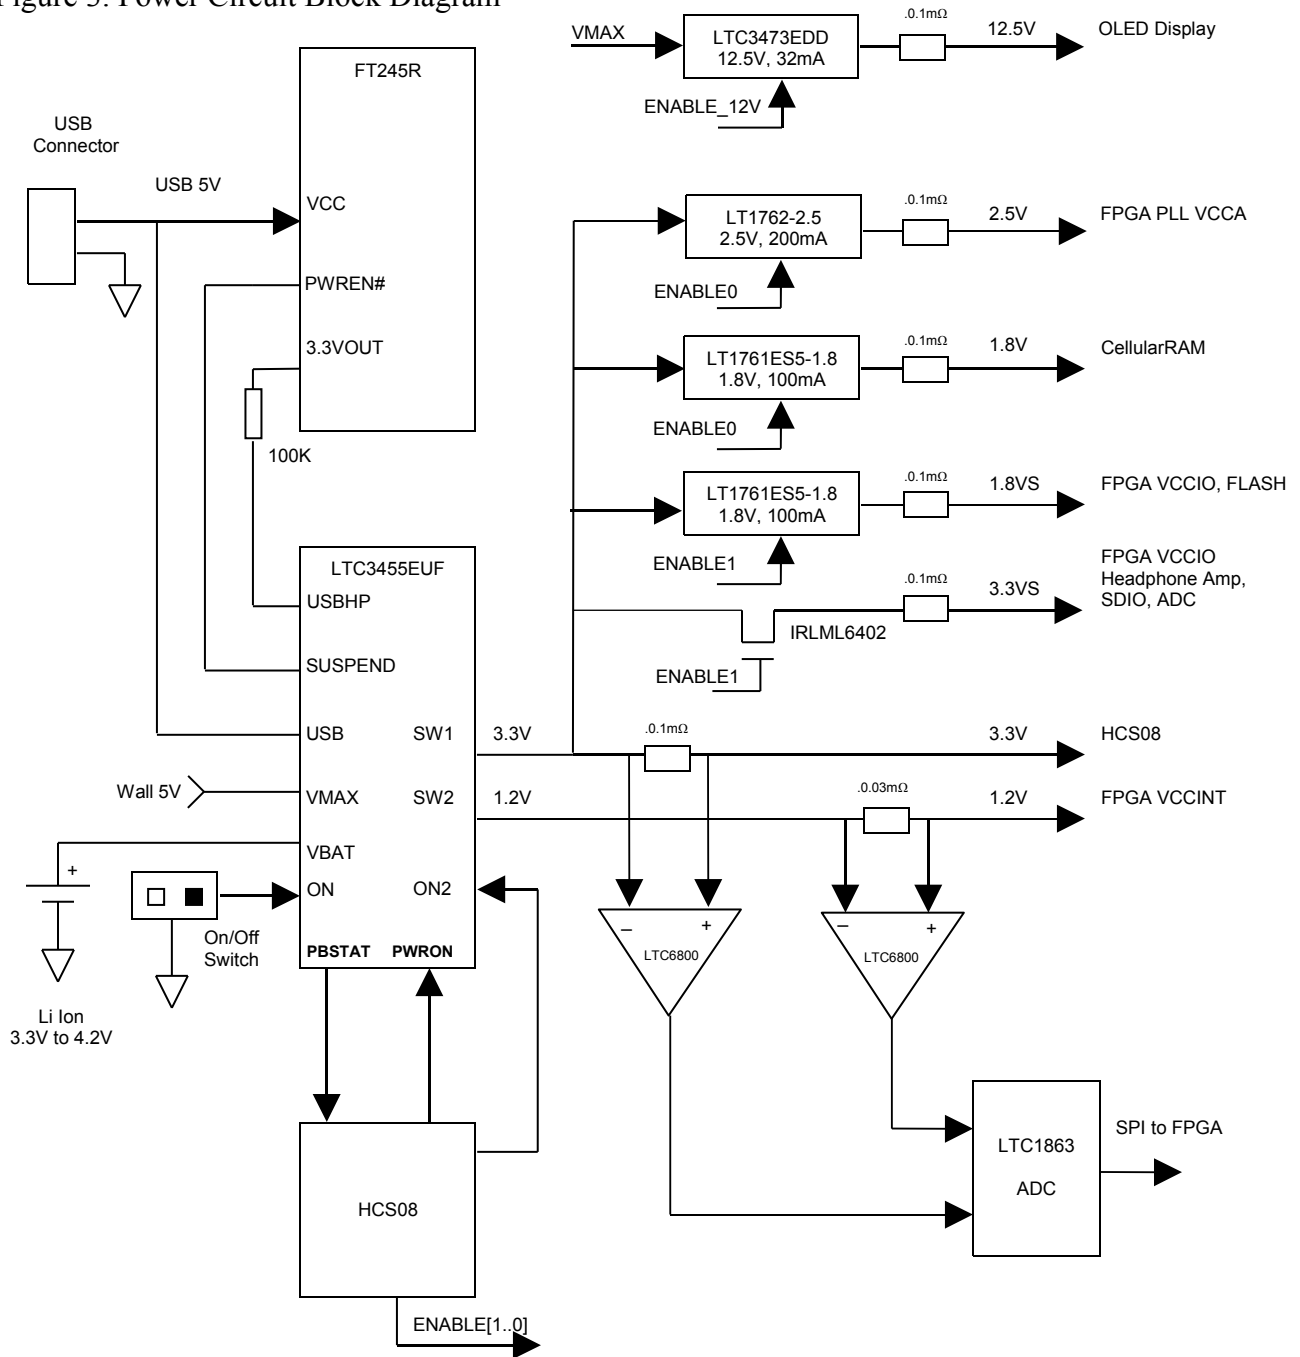 Figure 3. Power Circuit Block Diagram
FT245R
VCC
PWREN#
3.3VOUT
USB
Connector
USB 5V
100K
LTC3455EUF
USBHP
SUSPEND
USB
SW1
3.3V
Wall 5V
VMAX
SW2
1.2V
VBAT
ON
ON2
PBSTAT
PWRON
+
On/Off
Switch
Li Ion
3.3V to 4.2V
HCS08
ENABLE[1..0]
VMAX
LTC3473EDD
12.5V, 32mA
ENABLE_12V
.0.1mΩ
12.5V
OLED Display
LT1762-2.5
2.5V, 200mA
ENABLE0
.0.1mΩ
2.5V
FPGA PLL VCCA
LT1761ES5-1.8
1.8V, 100mA
ENABLE0
.0.1mΩ
1.8V
CellularRAM
LT1761ES5-1.8
1.8V, 100mA
ENABLE1
.0.1mΩ
1.8VS
FPGA VCCIO, FLASH
IRLML6402
ENABLE1
.0.1mΩ
3.3VS
FPGA VCCIO
Headphone Amp,
SDIO, ADC
.0.1mΩ
3.3V
HCS08
.0.03mΩ
1.2V
FPGA VCCINT
– +
LTC6800
– +
LTC6800
LTC1863
ADC
SPI to FPGA